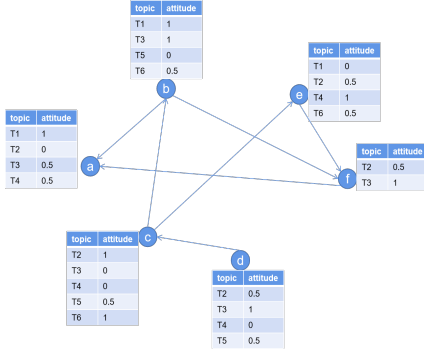 topic attitude
T1 1
T3 1
T5 0
T6 0.5
b
topic attitude
T1 0
T2 0.5
T4 1
T6 0.5
e
topic attitude
T1 1
T2 0
T3 0.5
T4 0.5
a
topic attitude
T2 0.5
T3 1
f
topic attitude
T2 1
T3 0
T4 0
T5 0.5
T6 1
c
d
topic attitude
T2 0.5
T3 1
T4 0
T5 0.5